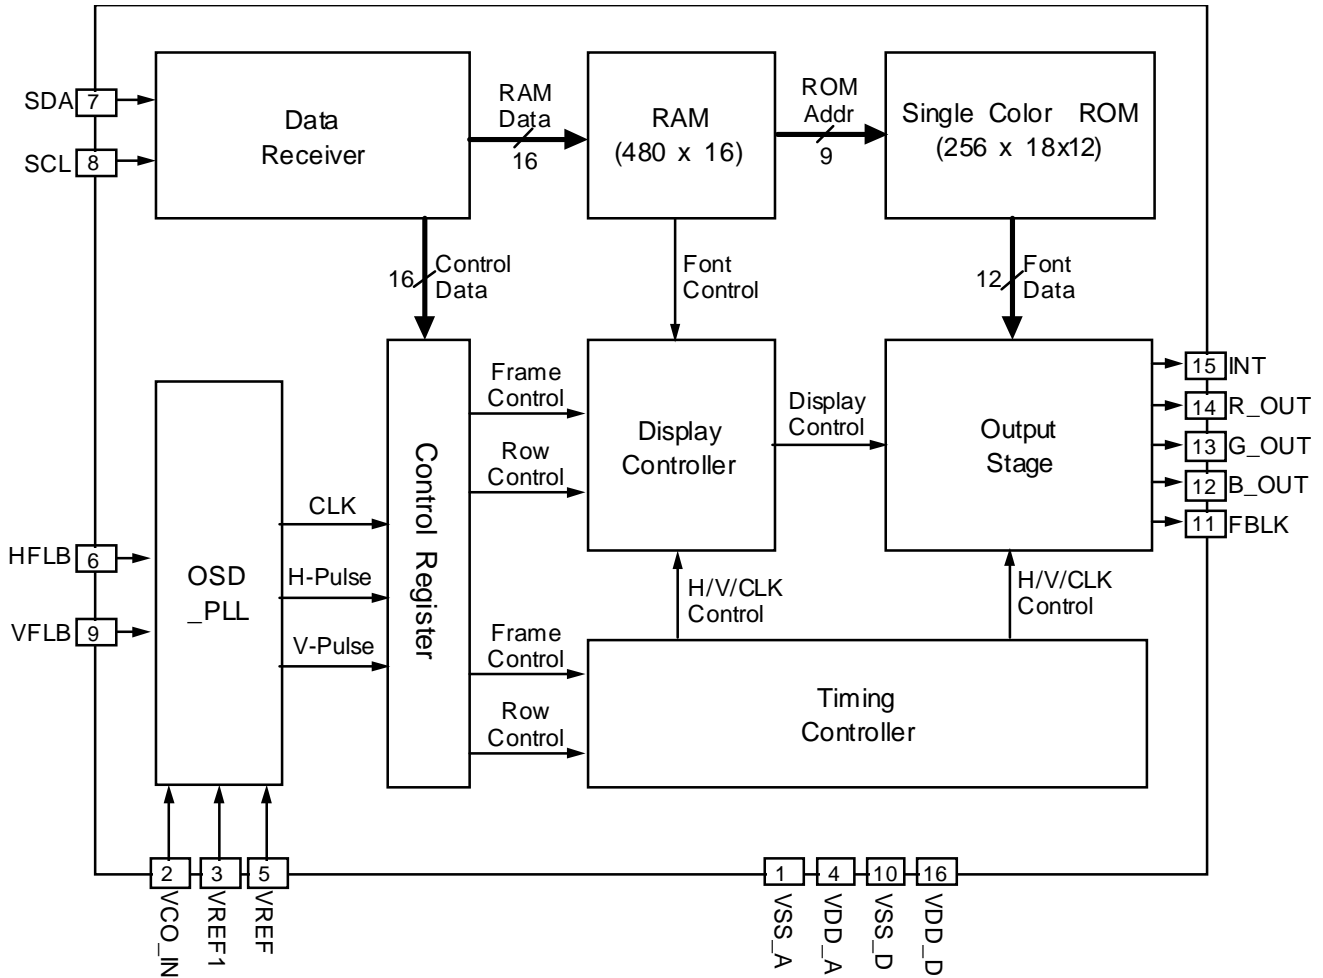 SDA
7
SCL
8
Data
Receiver
RAM
Data
16
RAM
(480 x 16)
ROM
Addr
9
Single Color ROM
(256 x 18x12)
16
Control
Data
Font
Control
12
Font
Data
HFLB
6
VFLB
9
OSD
_PLL
CLK
H-Pulse
V-Pulse
Control Register
Frame
Control
Row
Control
Display
Controller
Display
Control
Output
Stage
15
INT
14
R_OUT
13
G_OUT
12
B_OUT
11
FBLK
H/V/CLK
Control
H/V/CLK
Control
Frame
Control
Row
Control
Timing
Controller
2
VCO_IN
3
VREF1
5
VREF
1
VSS_A
4
VDD_A
10
VSS_D
16
VDD_D